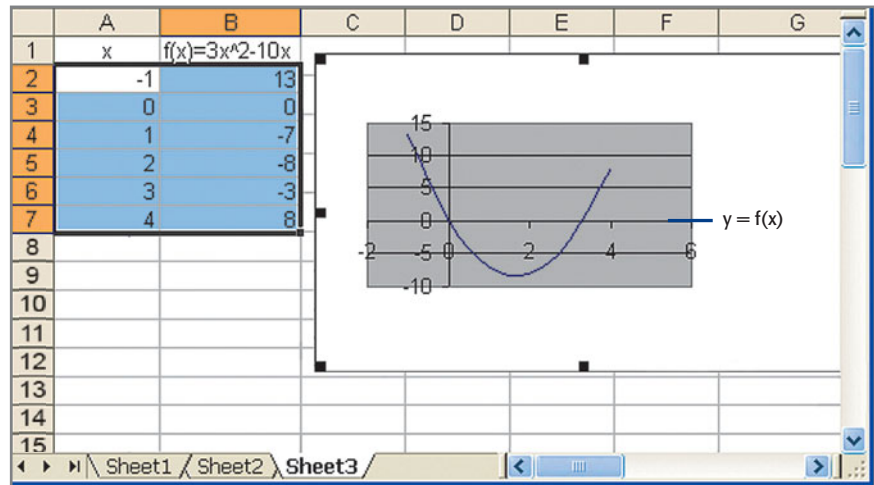 A B C D E F G
1 x f(x)=3x^2-10x
2 -1 13
3 0 0
4 1 -7
5 2 -8
6 3 -3
7 4 8
8
9
10
11
12
13
14
15
15
10
5
0
-5
-10
-2 0 2 4 6
y = f(x)
Sheet1 Sheet2 Sheet3